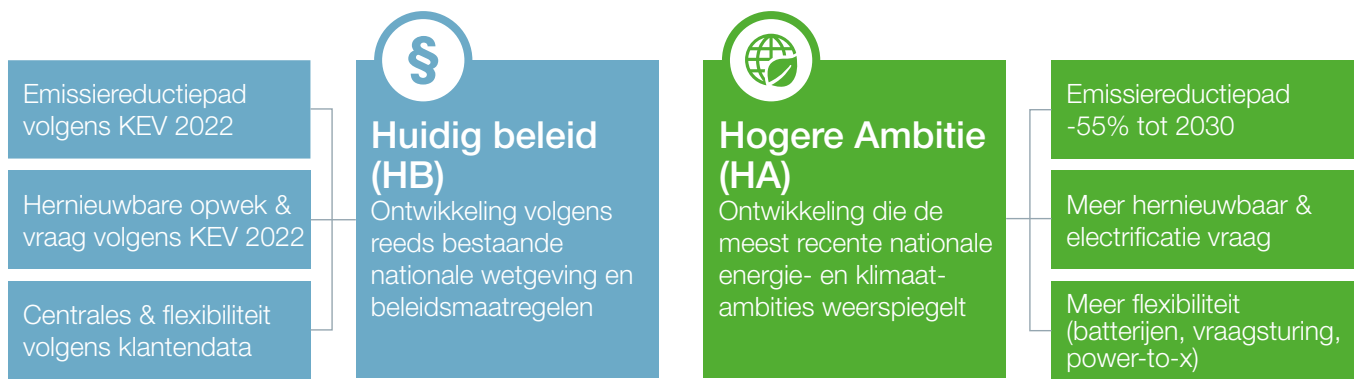 Emissiereductiepad
volgens KEV 2022
Hernieuwbare opwek &
vraag volgens KEV 2022
Centrales & flexibiliteit
volgens klantendata
§
Huidig beleid
(HB)
Ontwikkeling volgens
reeds bestaande
nationale wetgeving en
beleidsmaatregelen
Hogere Ambitie
(HA)
Ontwikkeling die de
meest recente nationale
energie- en klimaat-
ambities weerspiegelt
Emissiereductiepad
-55% tot 2030
Meer hernieuwbaar &
electrificatie vraag
Meer flexibiliteit
(batterijen, vraagsturing,
power-to-x)